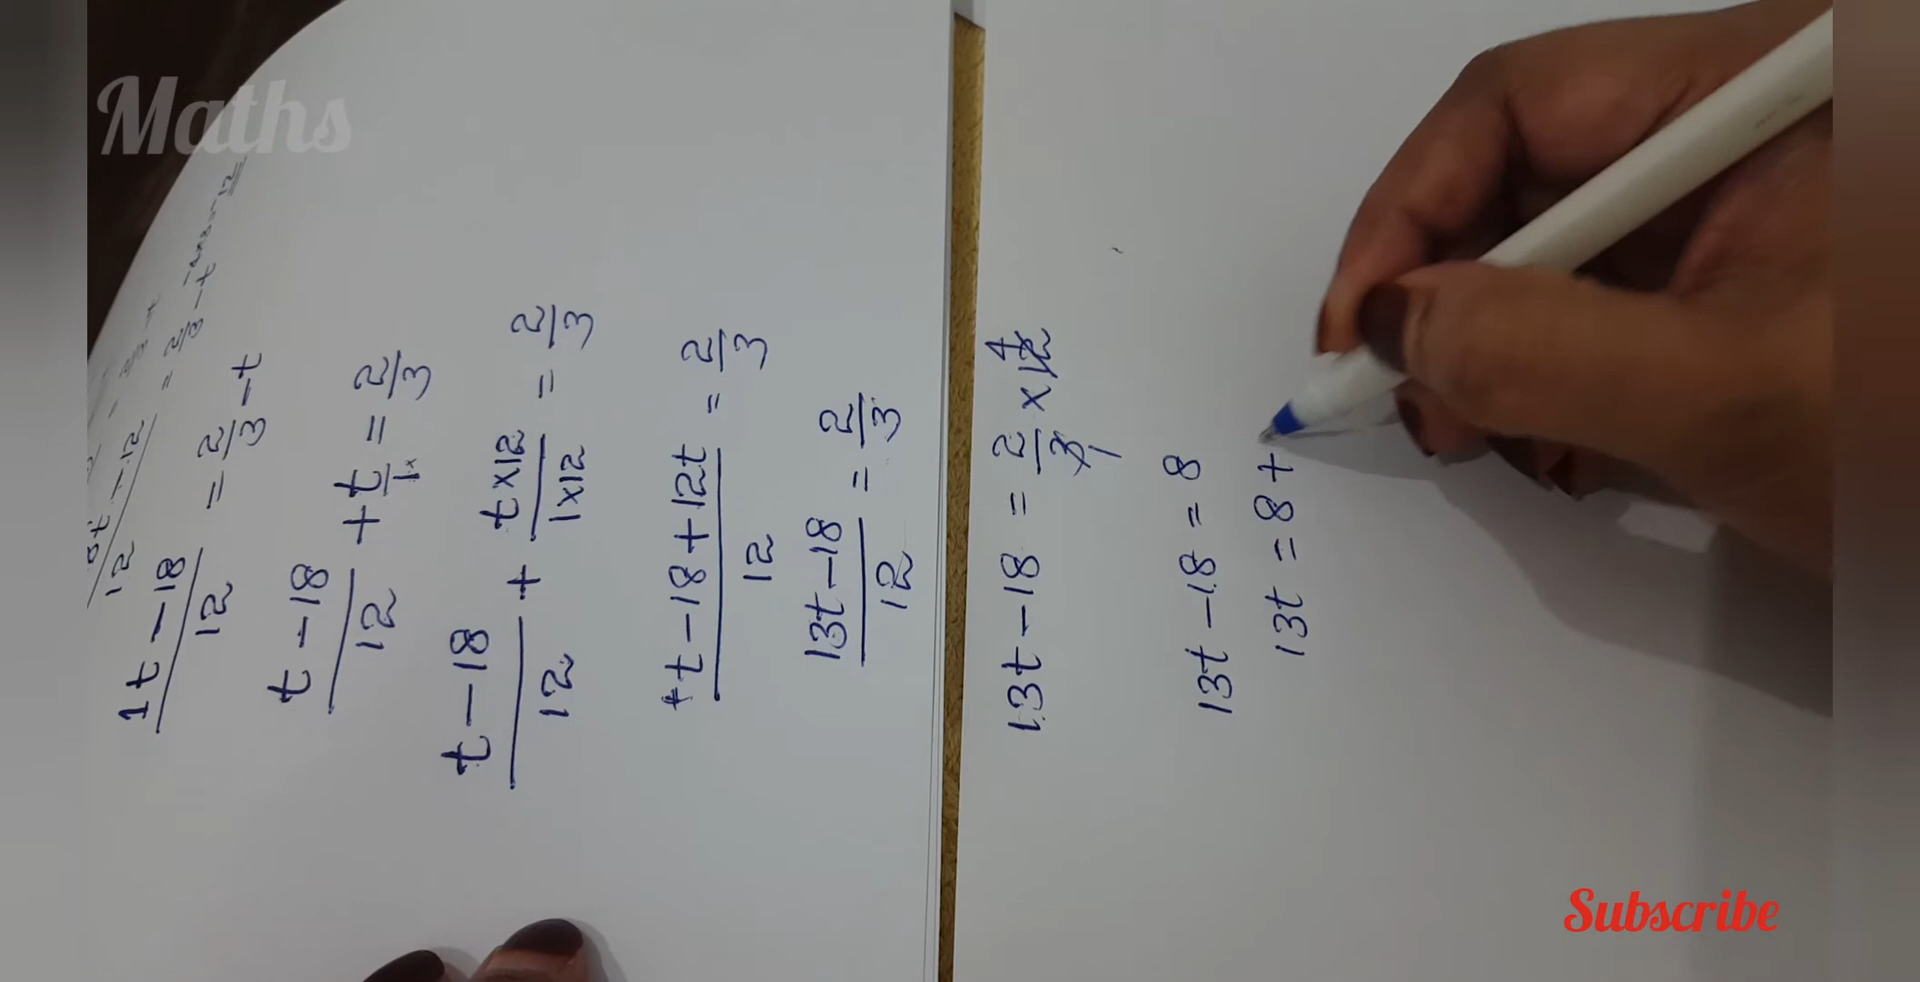 Maths
1t - 18 / 12 = 2/3 - t
t - 18 / 12 + t/1 = 2/3
t - 18 / 12 + t×12 / 1×12 = 2/3
+t - 18 + 12t / 12 = 2/3
13t - 18 / 12 = 2/3
13t - 18 = 2/3 1 × 12 4
13t - 18 = 8
13t = 8 +
Subscribe